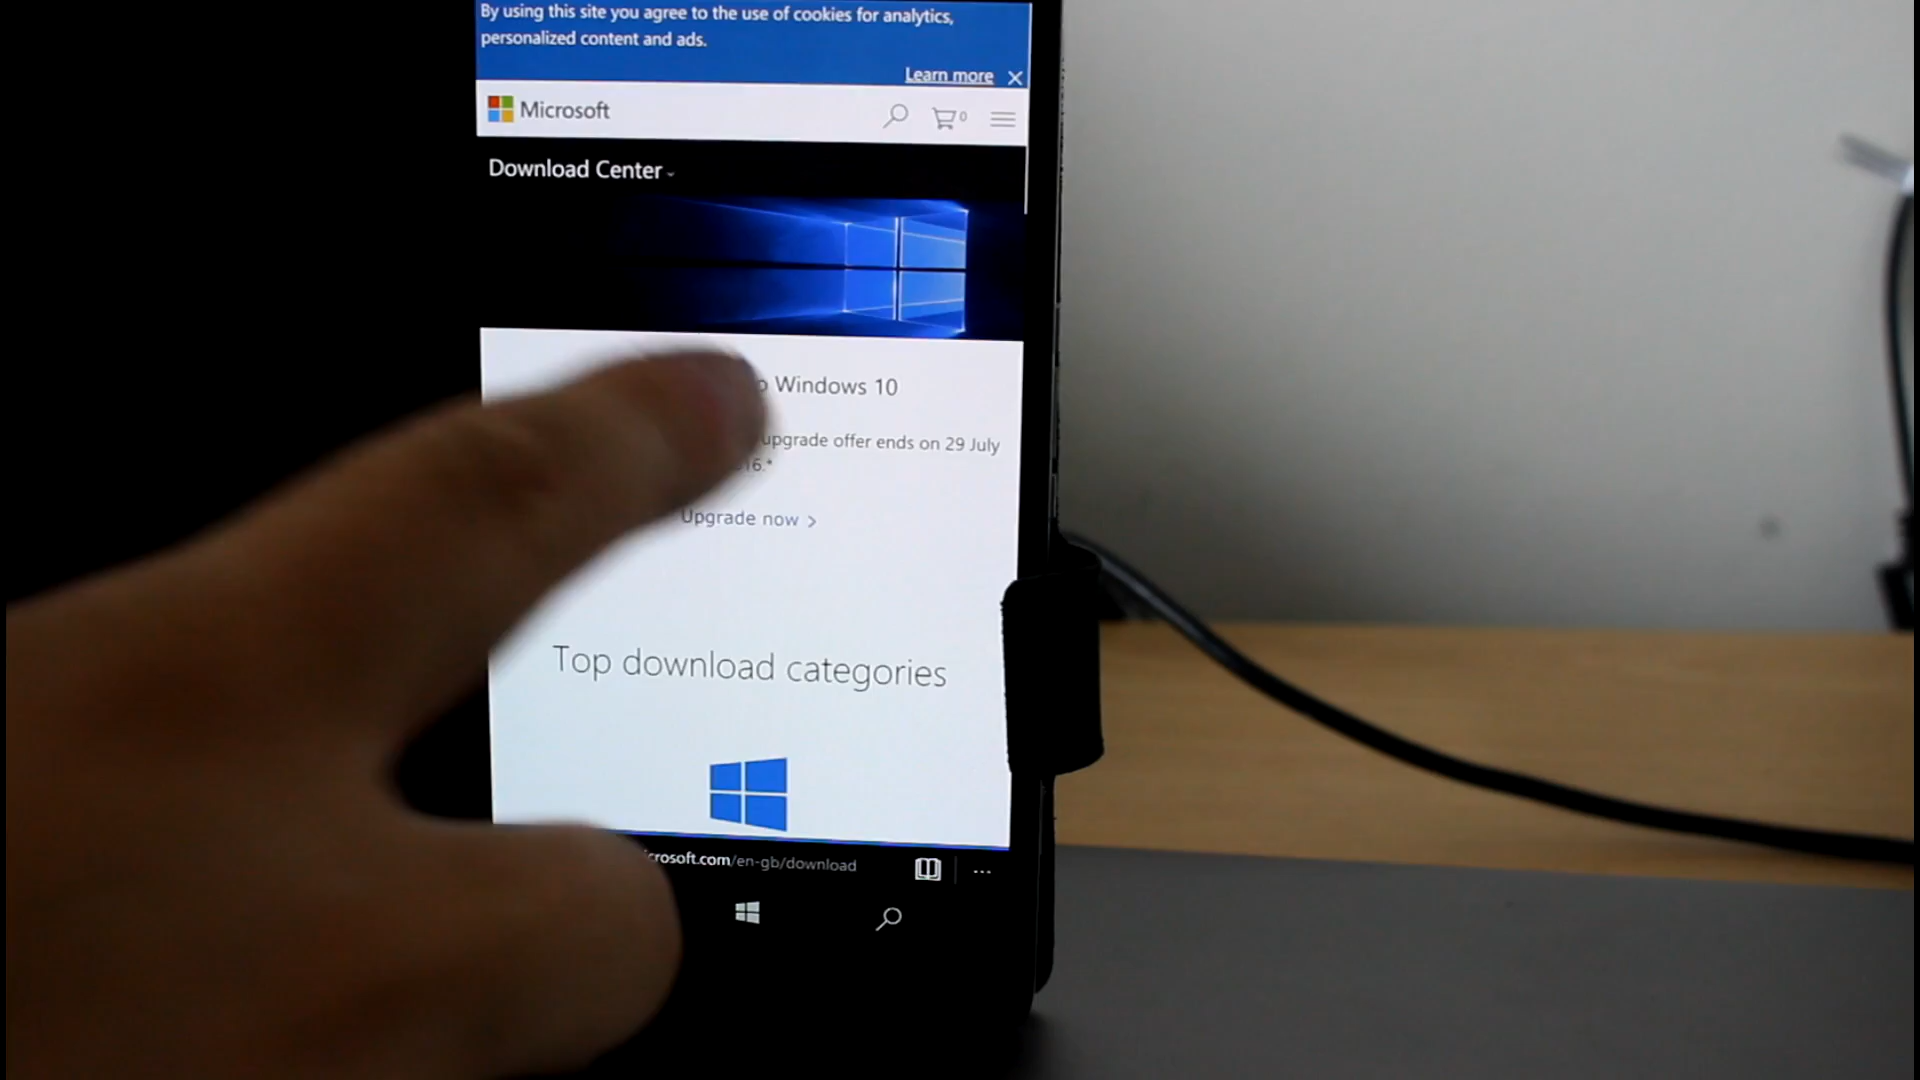 By using this site you agree to the use of cookies for analytics,
personalized content and ads.
Learn more
Microsoft
0
Download Center
Windows 10
upgrade offer ends on 29 July
Upgrade now >
Top download categories
crosoft.com/en-gb/download